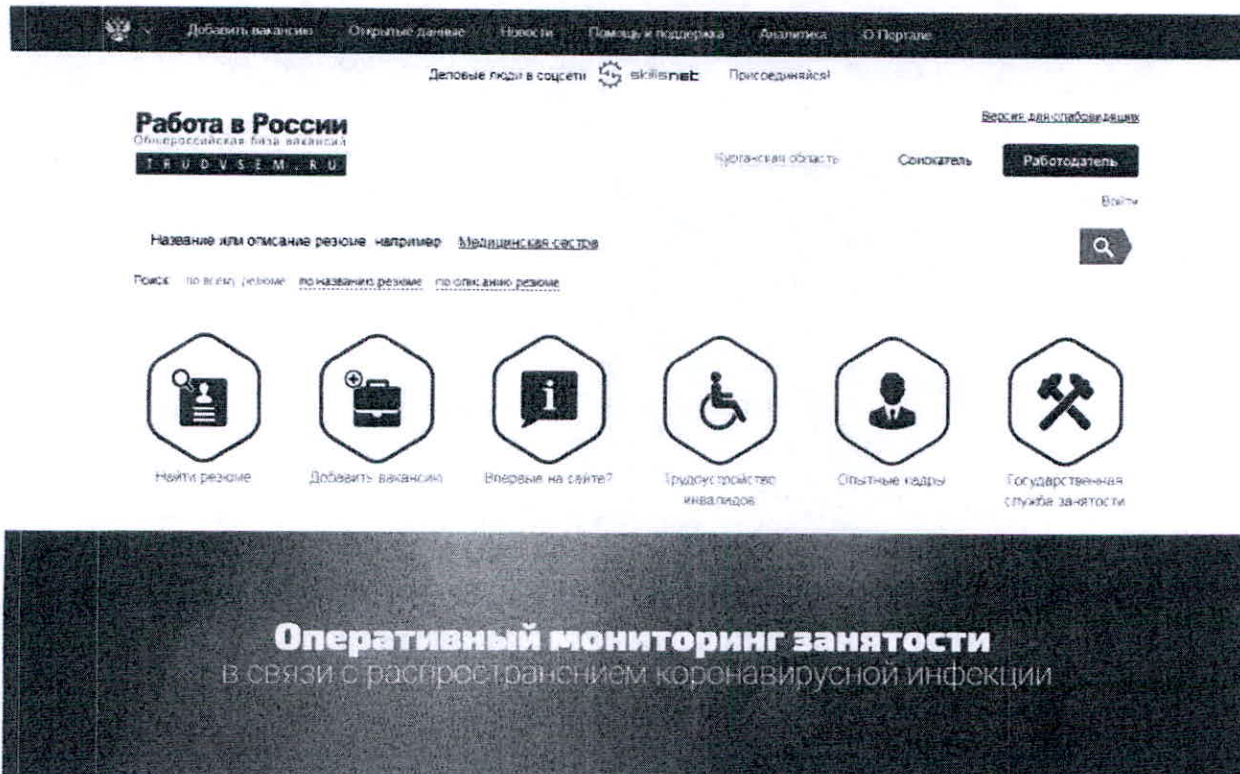 Добавить вакансию Открытые данные Новости Помощь и поддержка Аналитика О Портале
Деловые люди в соцсети skillsnet Присоединяйся!
Работа в России
Общероссийская база вакансий
TRUDVSEM.RU
Версия для слабовидящих
Курганская область Соискатель Работодатель
Войти
Название или описание резюме например Медицинская сестра
Поиск: по всему резюме по названию резюме по описанию резюме
Найти резюме
Добавить вакансию
Впервые на сайте?
Трудоустройство
инвалидов
Опытные кадры
Государственная
служба занятости
Оперативный мониторинг занятости
в связи с распространением коронавирусной инфекции